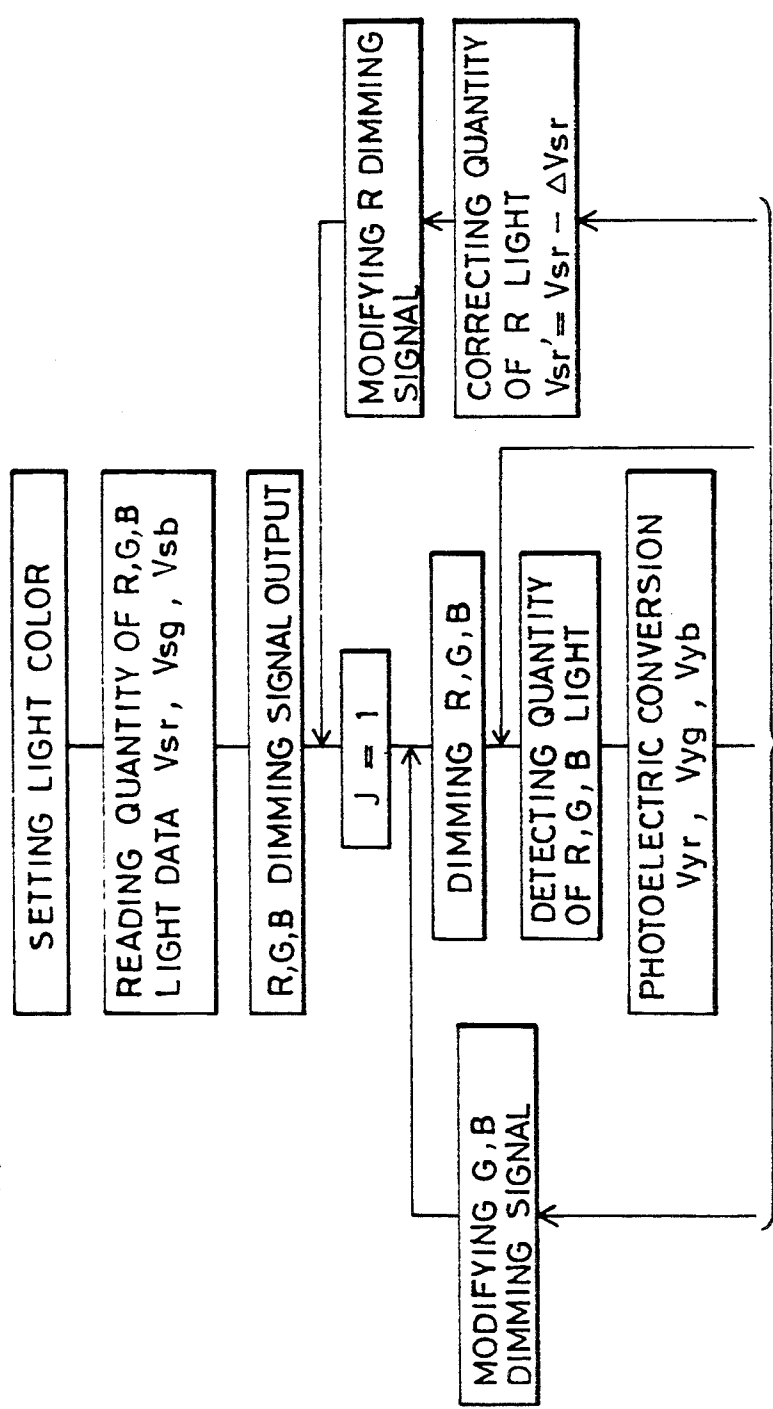 SETTING LIGHT COLOR
READING QUANTITY OF R,G,B
LIGHT DATA Vsr, Vsg, Vsb
R,G,B DIMMING SIGNAL OUTPUT
J = 1
DIMMING R,G,B
DETECTING QUANTITY
OF R,G,B LIGHT
PHOTOELECTRIC CONVERSION
Vyr, Vyg, Vyb
MODIFYING R DIMMING
SIGNAL
CORRECTING QUANTITY
OF R LIGHT
Vsr'= Vsr - △Vsr
MODIFYING G,B
DIMMING SIGNAL